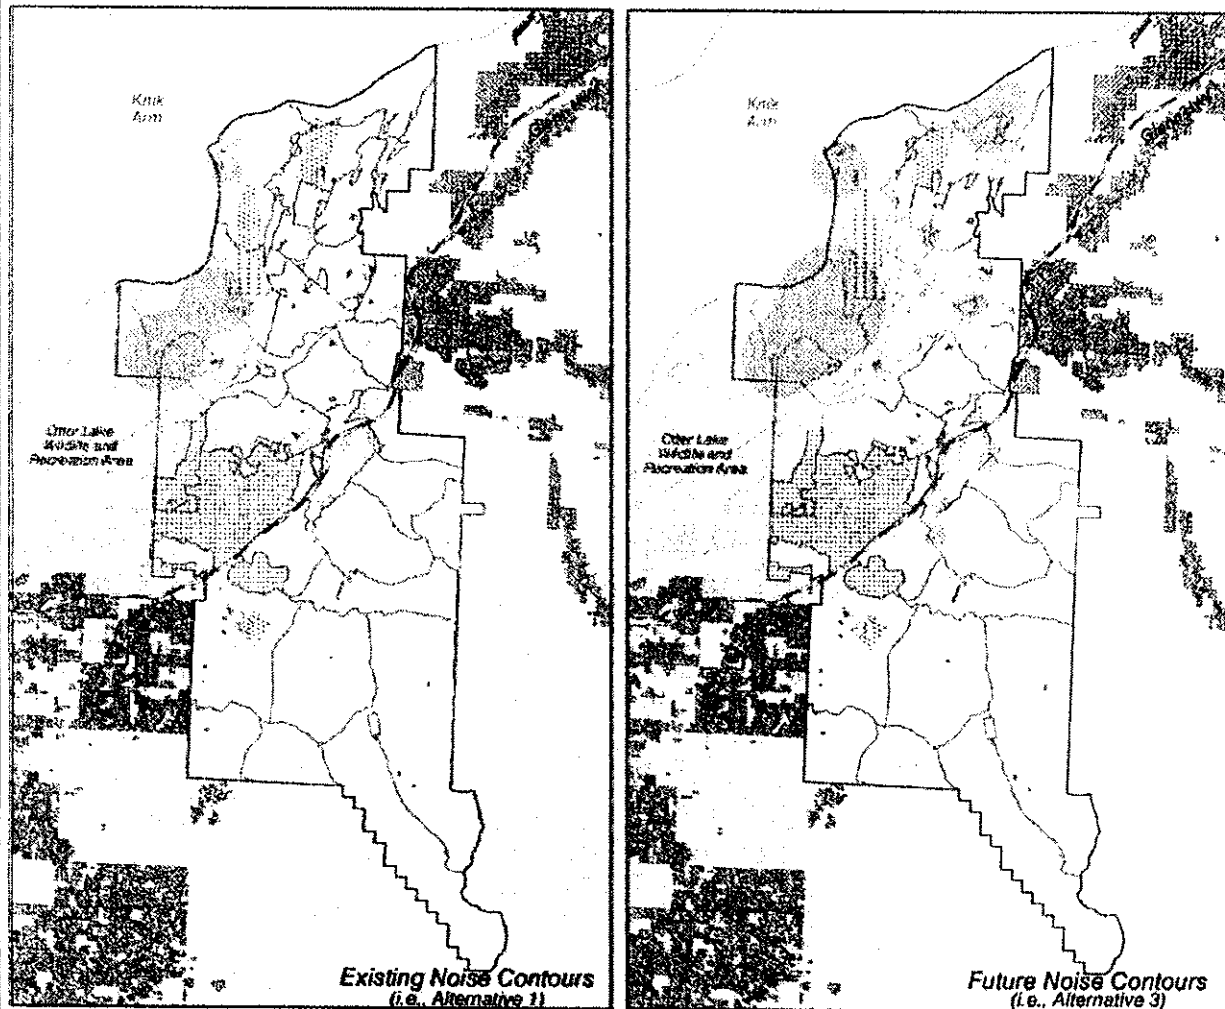 Knik
Arm
Otter Lake
Wildlife and
Recreation Area
Existing Noise Contours
(i.e., Alternative 1)
Knik
Arm
Otter Lake
Wildlife and
Recreation Area
Future Noise Contours
(i.e., Alternative 3)